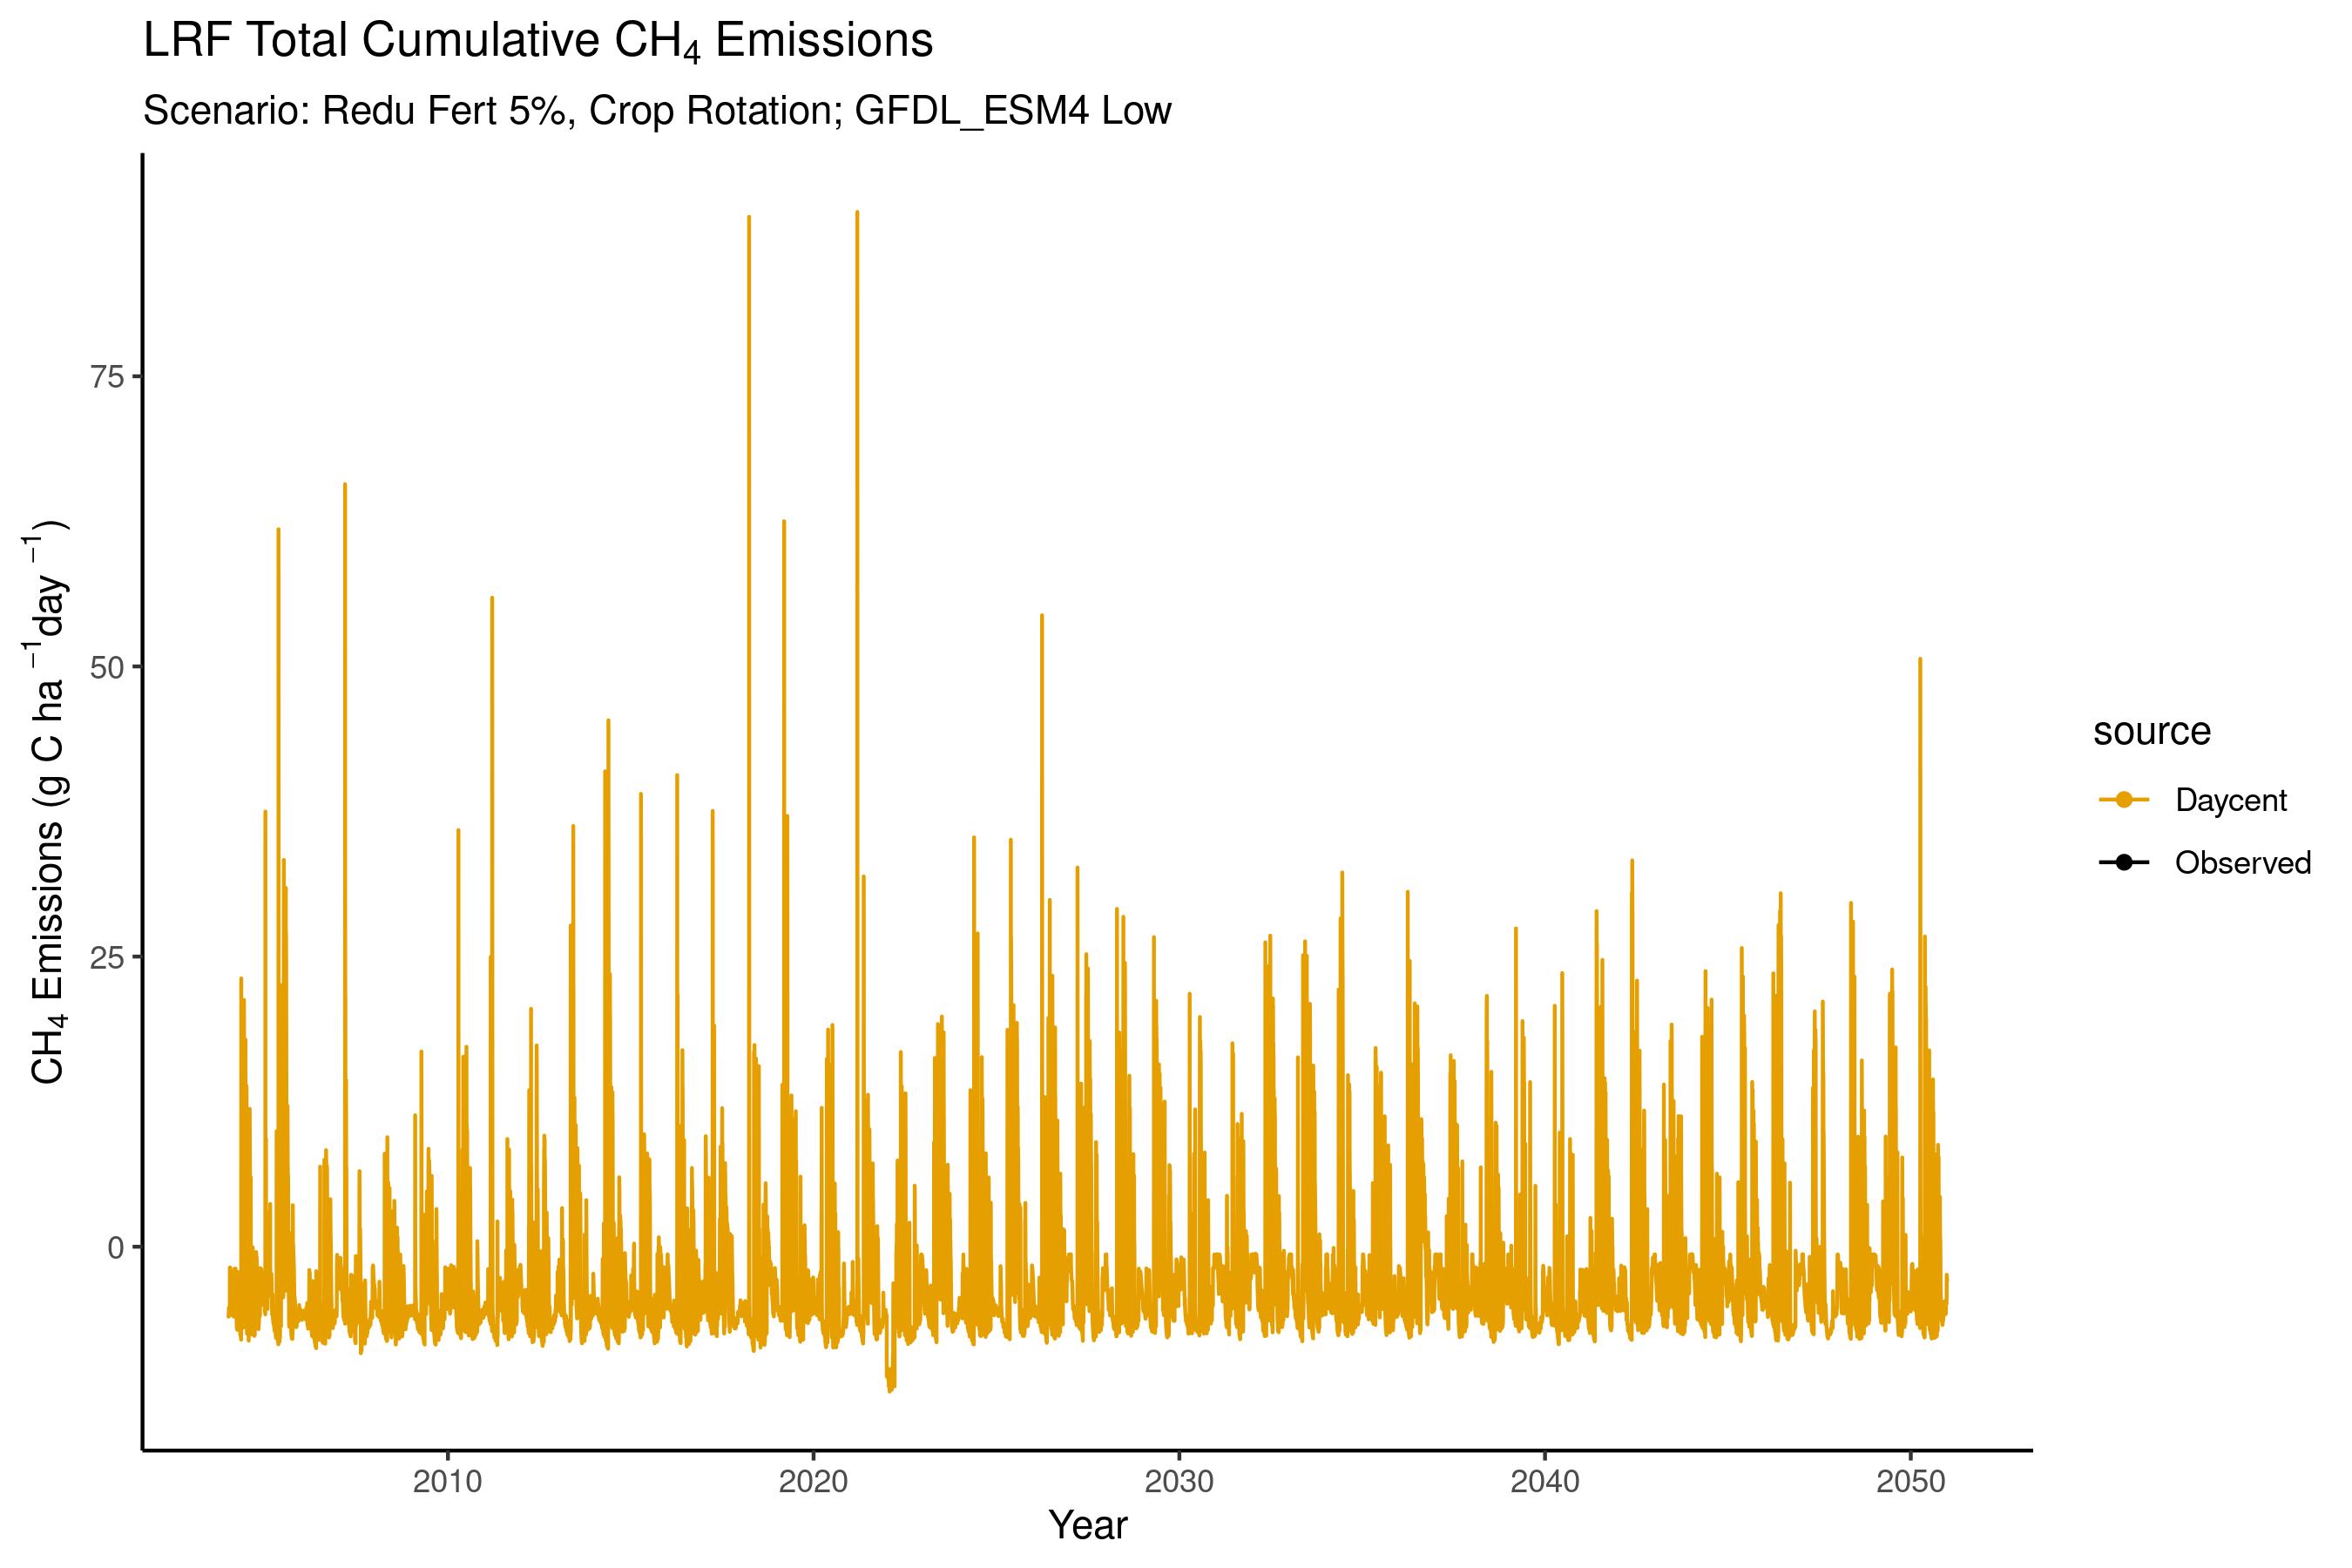 LRF Total Cumulative CH₄ Emissions
Scenario: Redu Fert 5%, Crop Rotation; GFDL_ESM4 Low
CH₄ Emissions (g C ha ⁻¹day ⁻¹)
75
50
25
0
2010 2020 2030 2040 2050
Year
source
Daycent
Observed